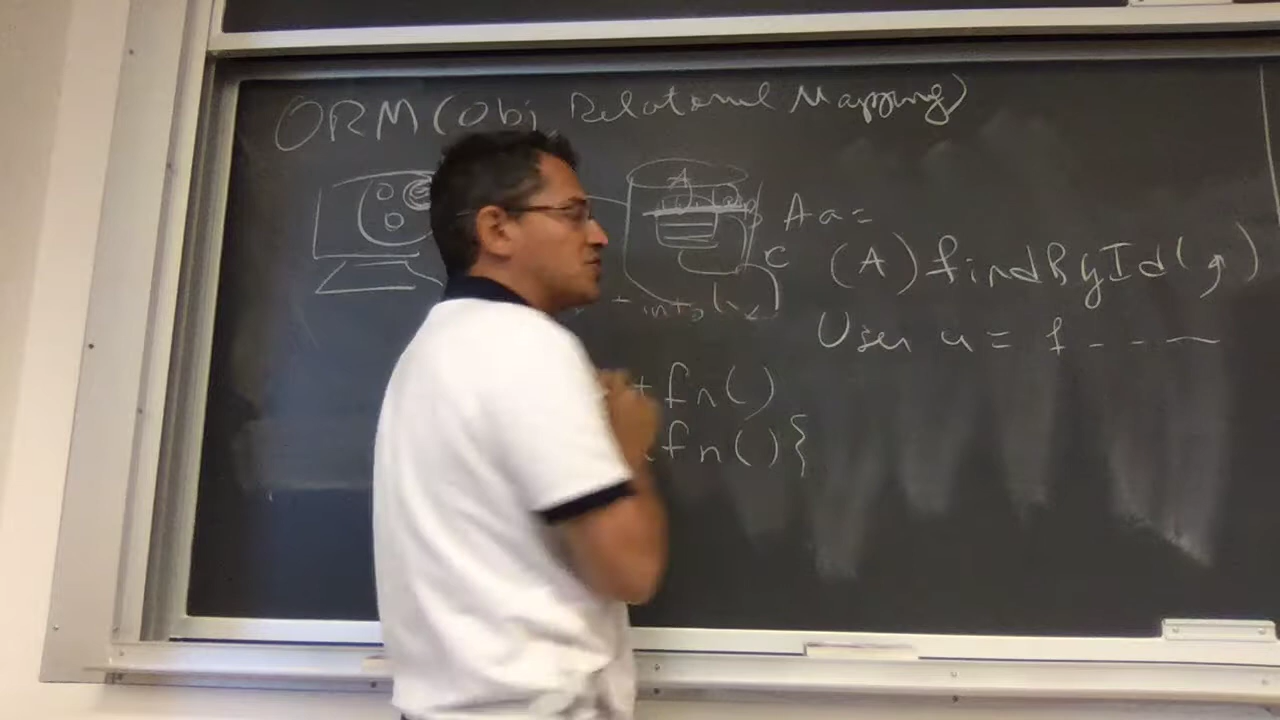 ORM (Obj Relational Mapping)
A
A a =
C
(A) findById( )
User u = f - - -
fn()
fn(){